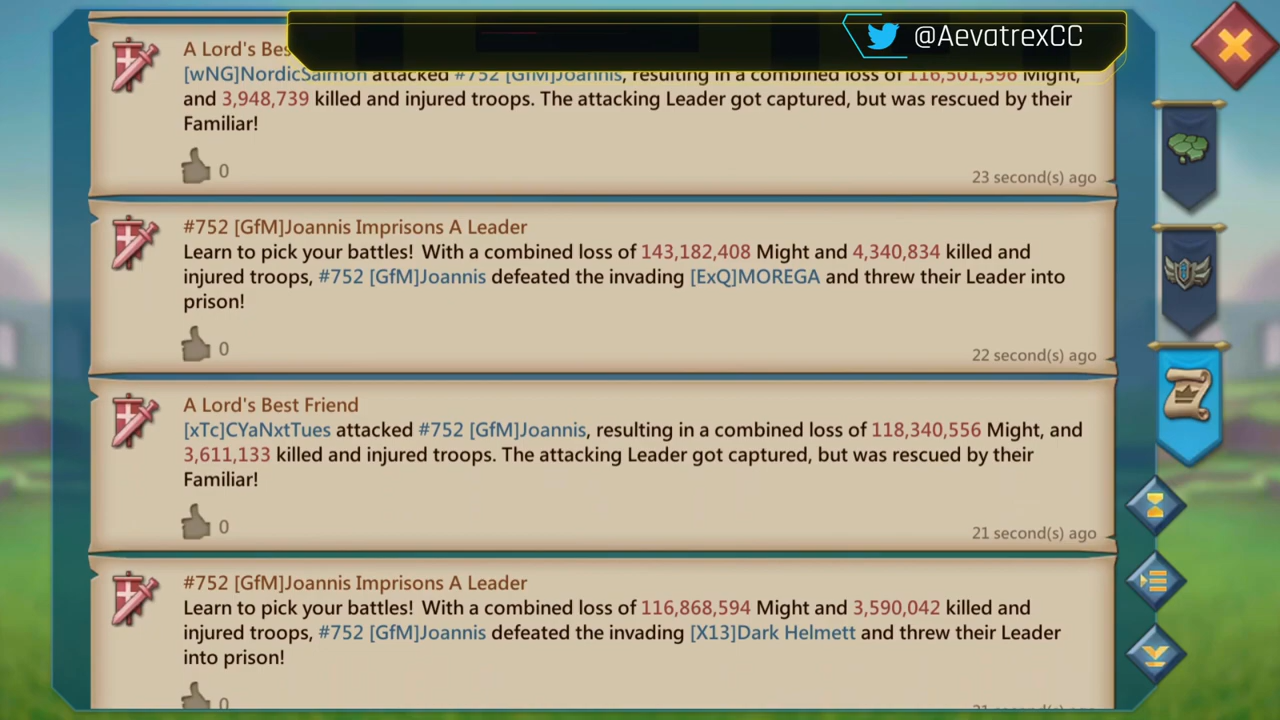 @AevatrexCC
A Lord's Bes
[wNG]NordicSalmon attacked #752 [GfM]Joannis, resulting in a combined loss of 116,501,396 Might,
and 3,948,739 killed and injured troops. The attacking Leader got captured, but was rescued by their
Familiar!
0
23 second(s) ago
#752 [GfM]Joannis Imprisons A Leader
Learn to pick your battles! With a combined loss of 143,182,408 Might and 4,340,834 killed and
injured troops, #752 [GfM]Joannis defeated the invading [ExQ]MOREGA and threw their Leader into
prison!
0
22 second(s) ago
A Lord's Best Friend
[xTc]CYaNxtTues attacked #752 [GfM]Joannis, resulting in a combined loss of 118,340,556 Might, and
3,611,133 killed and injured troops. The attacking Leader got captured, but was rescued by their
Familiar!
0
21 second(s) ago
#752 [GfM]Joannis Imprisons A Leader
Learn to pick your battles! With a combined loss of 116,868,594 Might and 3,590,042 killed and
injured troops, #752 [GfM]Joannis defeated the invading [X13]Dark Helmett and threw their Leader
into prison!
0
21 second(s) ago